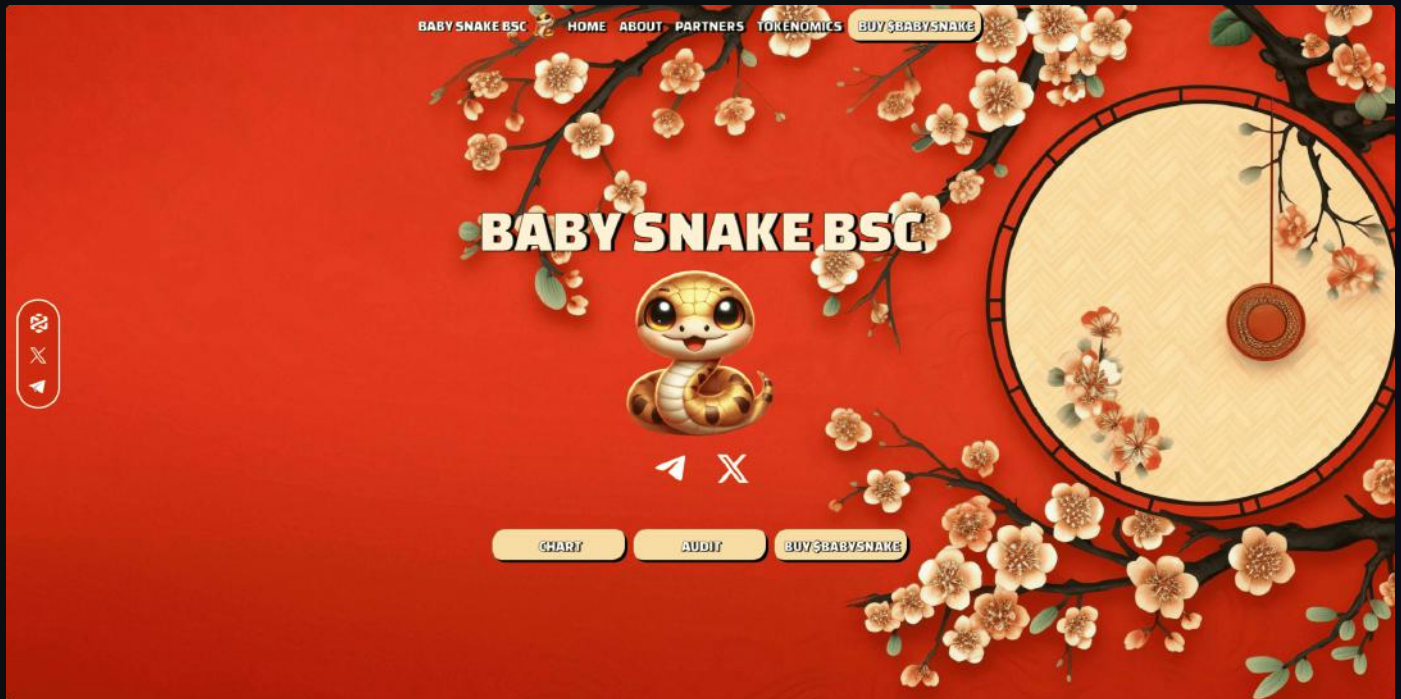 BABY SNAKE BSC HOME ABOUT PARTNERS TOKENOMICS BUY $BABYSNAKE
BABY SNAKE BSC
CHART AUDIT BUY $BABYSNAKE